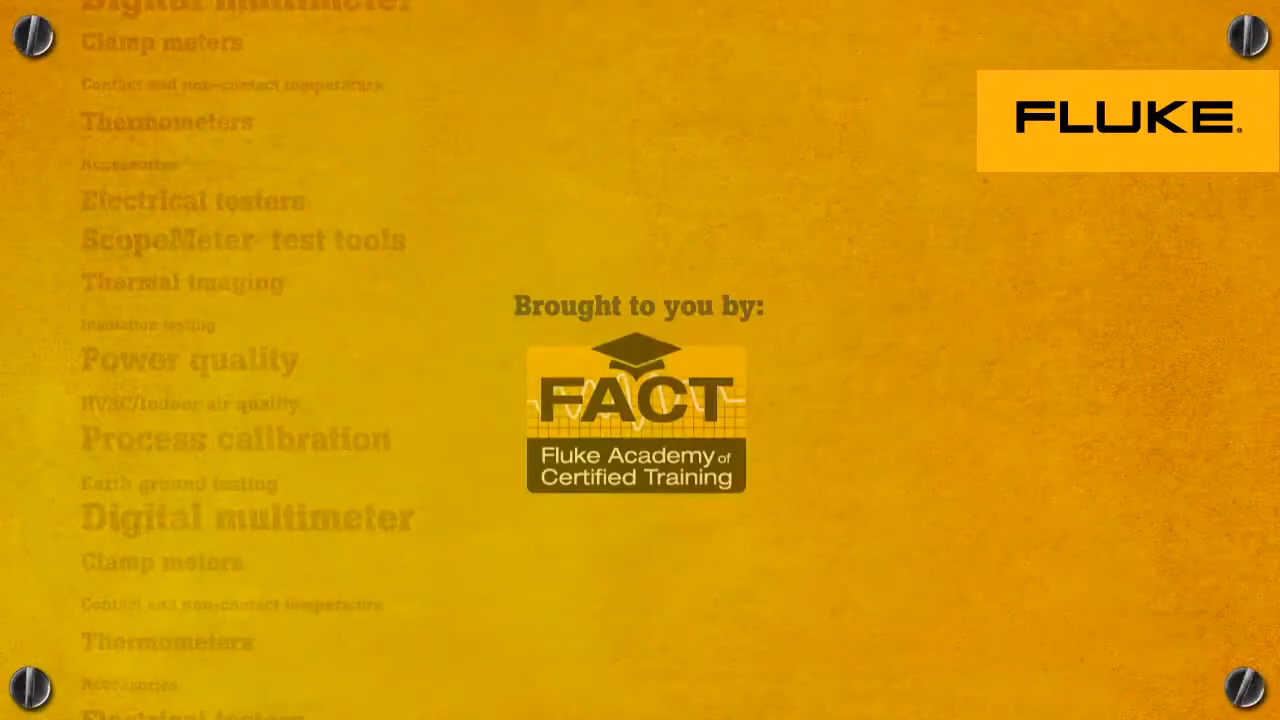 Digital multimeter
Clamp meters
Contact and non-contact temperature
Thermometers
Accessories
Electrical testers
ScopeMeter® test tools
Thermal imaging
Insulation testing
Power quality
HVAC/Indoor air quality
Process calibration
Earth ground testing
Digital multimeter
Clamp meters
Contact and non-contact temperature
Thermometers
Accessories
Electrical testers
FLUKE®
Brought to you by:
FACT
Fluke Academy of
Certified Training